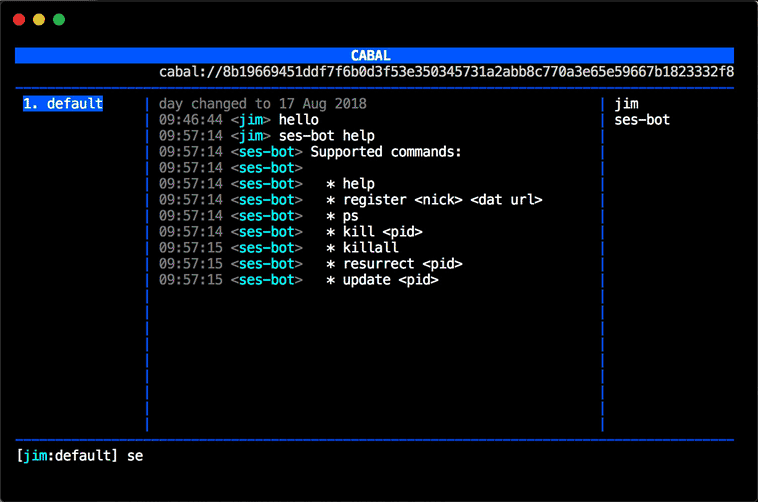 CABAL
cabal://8b19669451ddf7f6b0d3f53e350345731a2abb8c770a3e65e59667b1823332f8
1. default
day changed to 17 Aug 2018
09:46:44 <jim> hello
09:57:14 <jim> ses-bot help
09:57:14 <ses-bot> Supported commands:
09:57:14 <ses-bot>
09:57:14 <ses-bot> * help
09:57:14 <ses-bot> * register <nick> <dat url>
09:57:14 <ses-bot> * ps
09:57:14 <ses-bot> * kill <pid>
09:57:15 <ses-bot> * killall
09:57:15 <ses-bot> * resurrect <pid>
09:57:15 <ses-bot> * update <pid>
jim
ses-bot
[jim:default] se